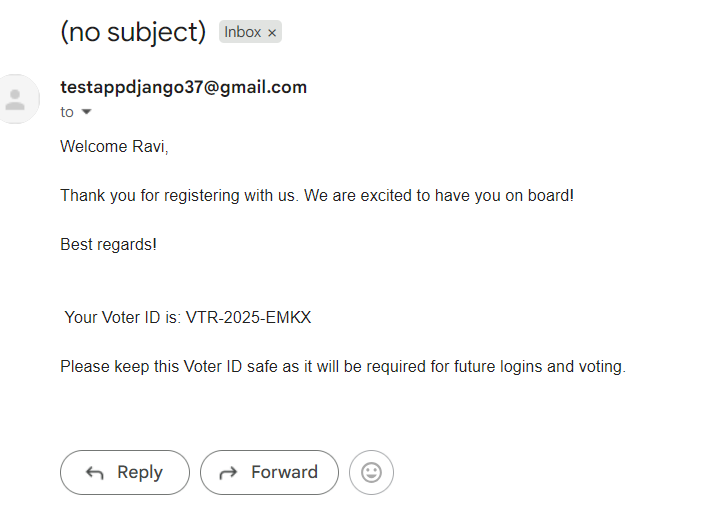 (no subject) Inbox ×
testappdjango37@gmail.com
to
Welcome Ravi,
Thank you for registering with us. We are excited to have you on board!
Best regards!
Your Voter ID is: VTR-2025-EMKX
Please keep this Voter ID safe as it will be required for future logins and voting.
Reply Forward